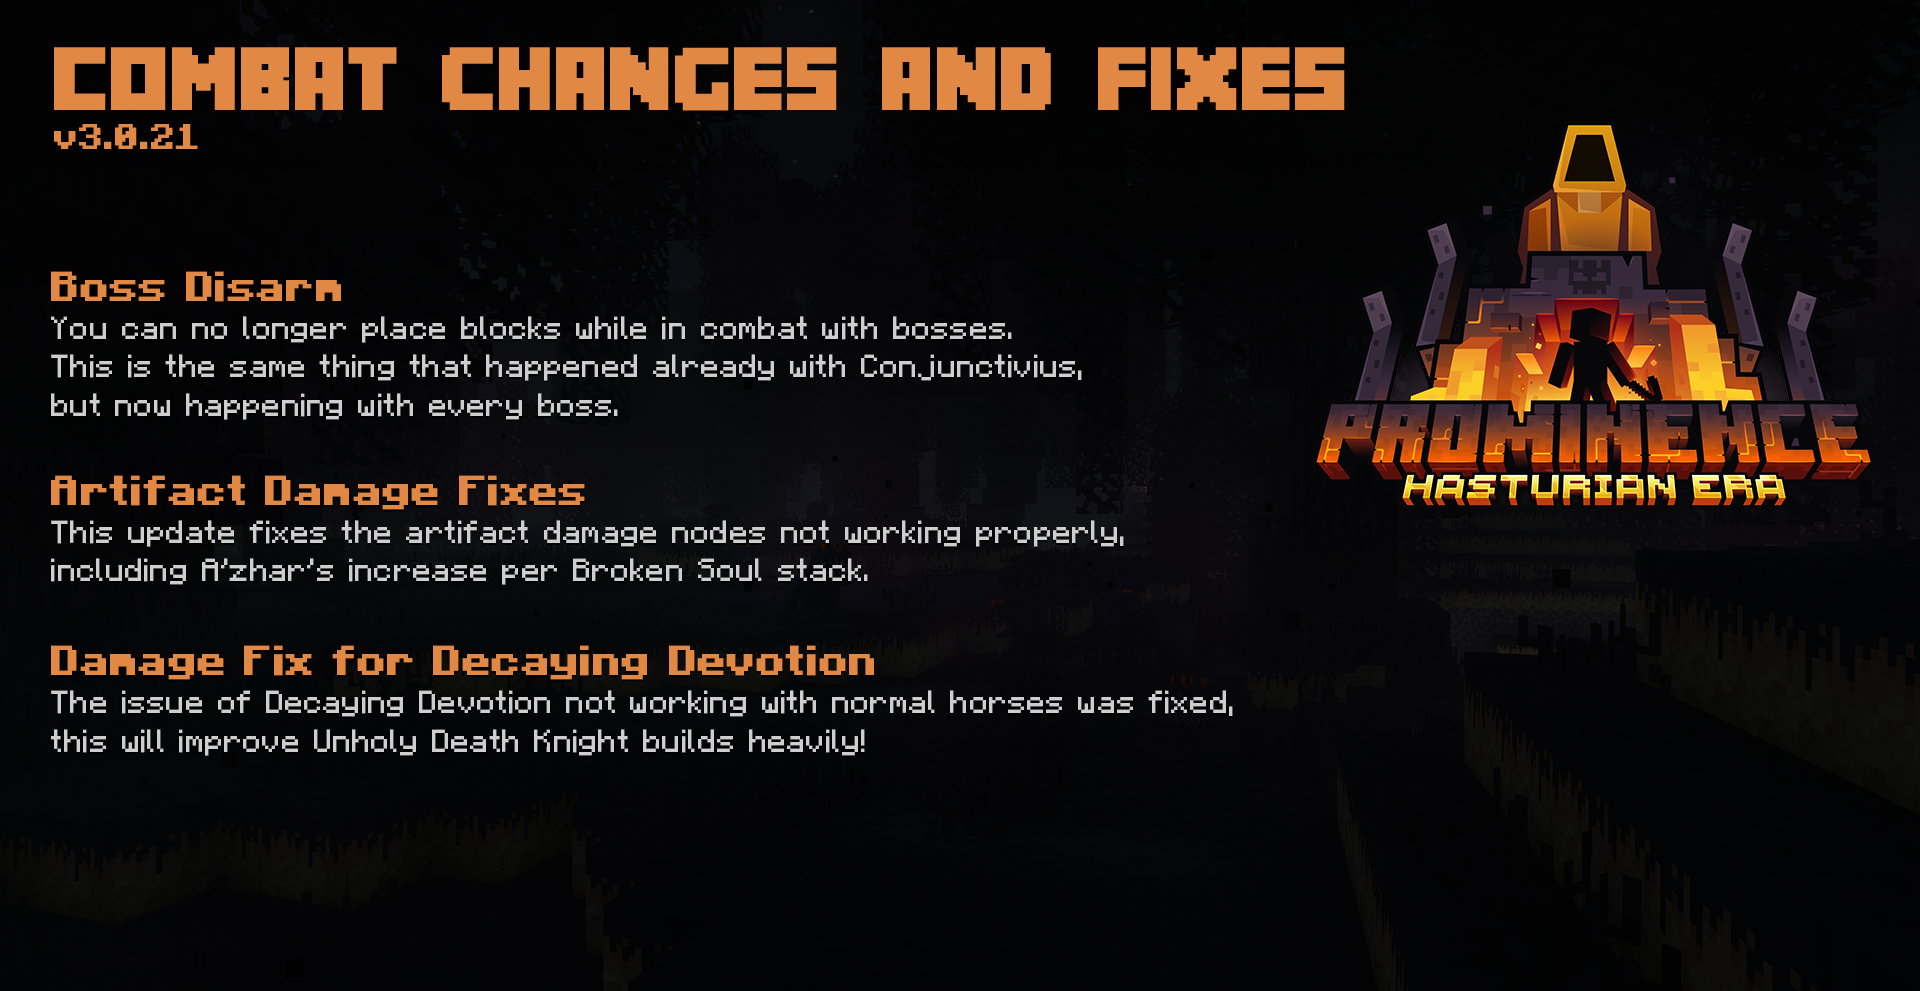 COMBAT CHANGES AND FIXES
v3.0.21
Boss Disarm
You can no longer place blocks while in combat with bosses.
This is the same thing that happened already with Conjunctivius,
but now happening with every boss.
Artifact Damage Fixes
This update fixes the artifact damage nodes not working properly,
including A'zhar's increase per Broken Soul stack.
Damage Fix for Decaying Devotion
The issue of Decaying Devotion not working with normal horses was fixed,
this will improve Unholy Death Knight builds heavily!
PROMINENCE
HASTURIAN ERA